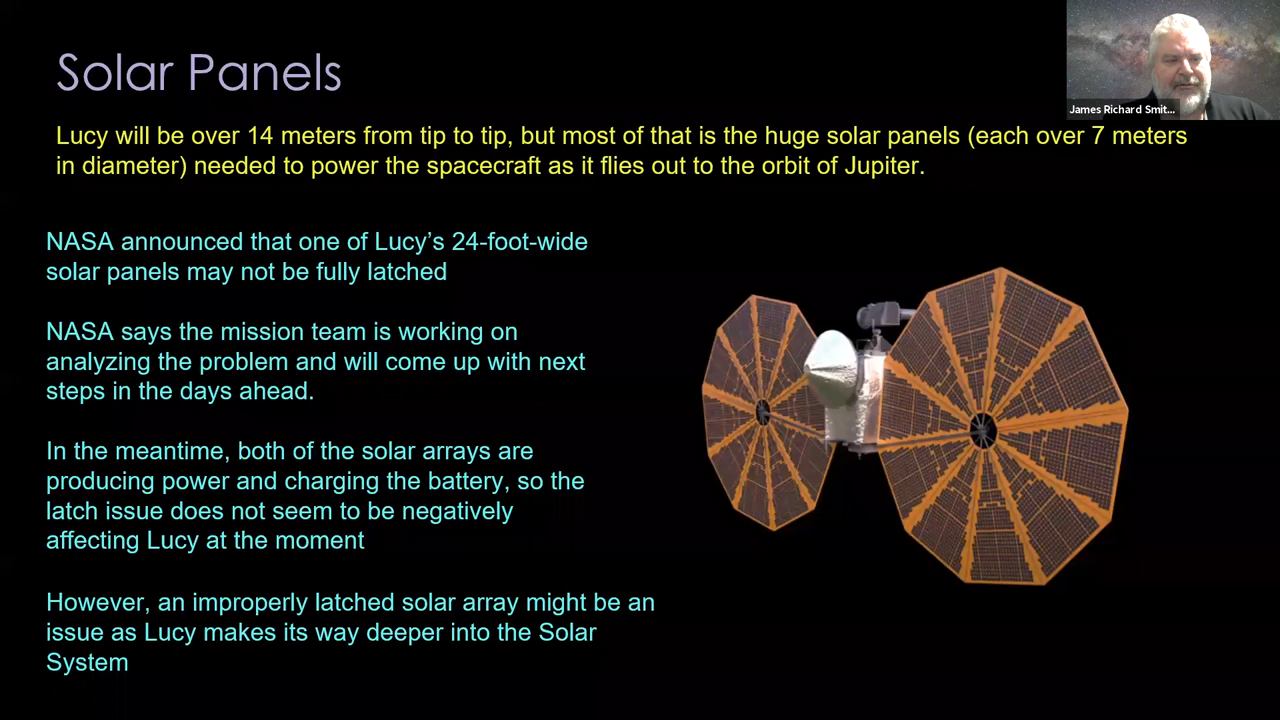 Solar Panels
James Richard Smit...
Lucy will be over 14 meters from tip to tip, but most of that is the huge solar panels (each over 7 meters
in diameter) needed to power the spacecraft as it flies out to the orbit of Jupiter.
NASA announced that one of Lucy’s 24-foot-wide
solar panels may not be fully latched
NASA says the mission team is working on
analyzing the problem and will come up with next
steps in the days ahead.
In the meantime, both of the solar arrays are
producing power and charging the battery, so the
latch issue does not seem to be negatively
affecting Lucy at the moment
However, an improperly latched solar array might be an
issue as Lucy makes its way deeper into the Solar
System